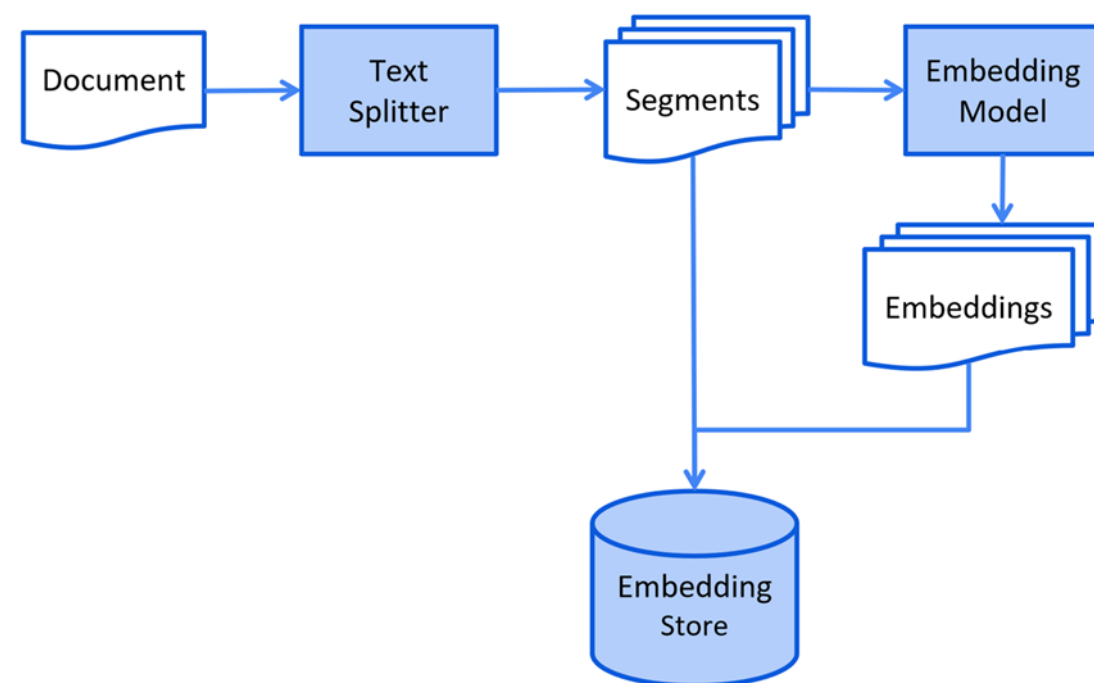 Document
Text
Splitter
Segments
Embedding
Model
Embeddings
Embedding
Store